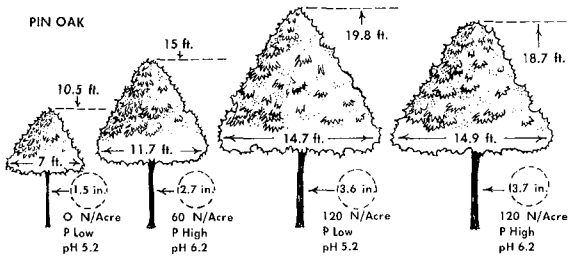 PIN OAK
10.5 ft.
7 ft.
1.5 in.
O N/Acre
P Low
pH 5.2
15 ft.
11.7 ft.
2.7 in.
60 N/Acre
P High
pH 6.2
19.8 ft.
14.7 ft.
3.6 in.
120 N/Acre
P Low
pH 5.2
18.7 ft.
14.9 ft.
3.7 in.
120 N/Acre
P High
pH 6.2